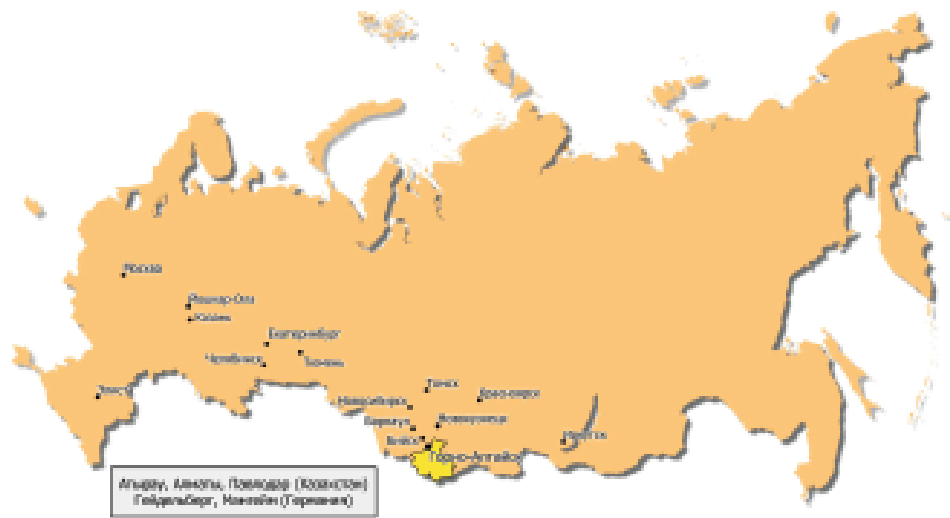 Москва
Йошкар-Ола
Казань
Екатеринбург
Челябинск
Тюмень
Элиста
Томск
Красноярск
Новосибирск
Новокузнецк
Барнаул
Бийск
Иркутск
Горно-Алтайск
Атырау, Алматы, Павлодар (Казахстан)
Гейдельберг, Мангейм (Германия)